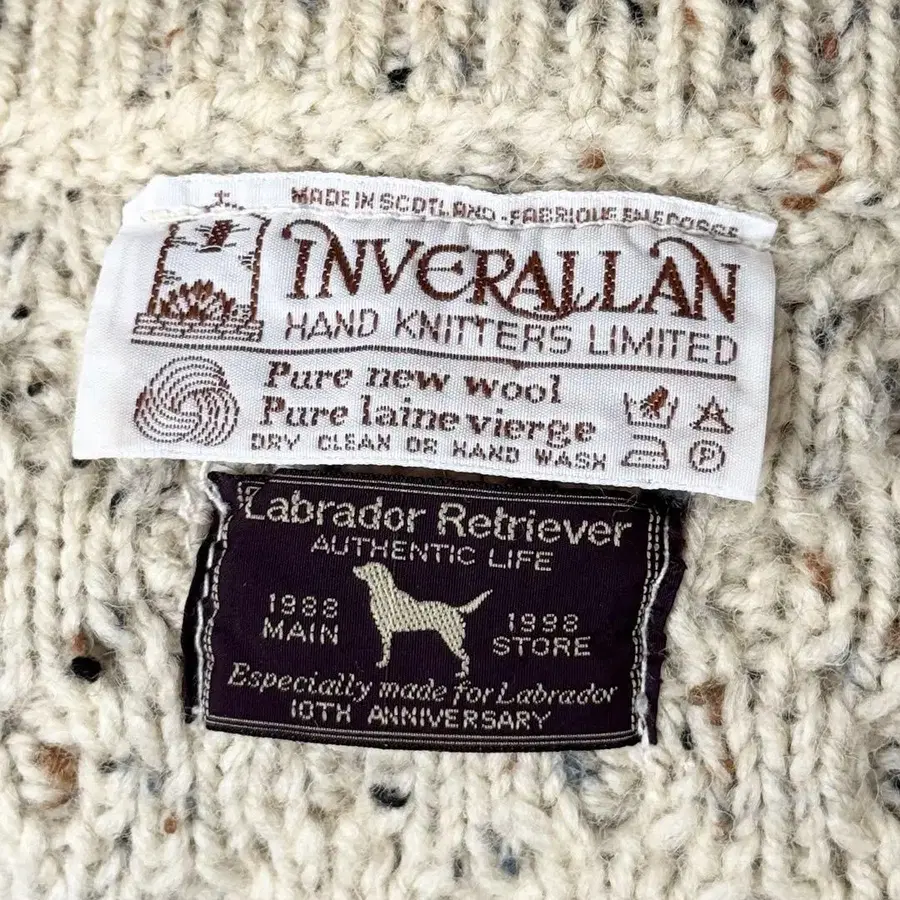 MADE IN SCOTLAND - FABRIQUE EN ECOSSE
INVERALLAN
HAND KNITTERS LIMITED
Pure new wool
Pure laine vierge
DRY CLEAN OR HAND WASH
P
Labrador Retriever
AUTHENTIC LIFE
1988 1998
MAIN STORE
Especially made for Labrador
10TH ANNIVERSARY